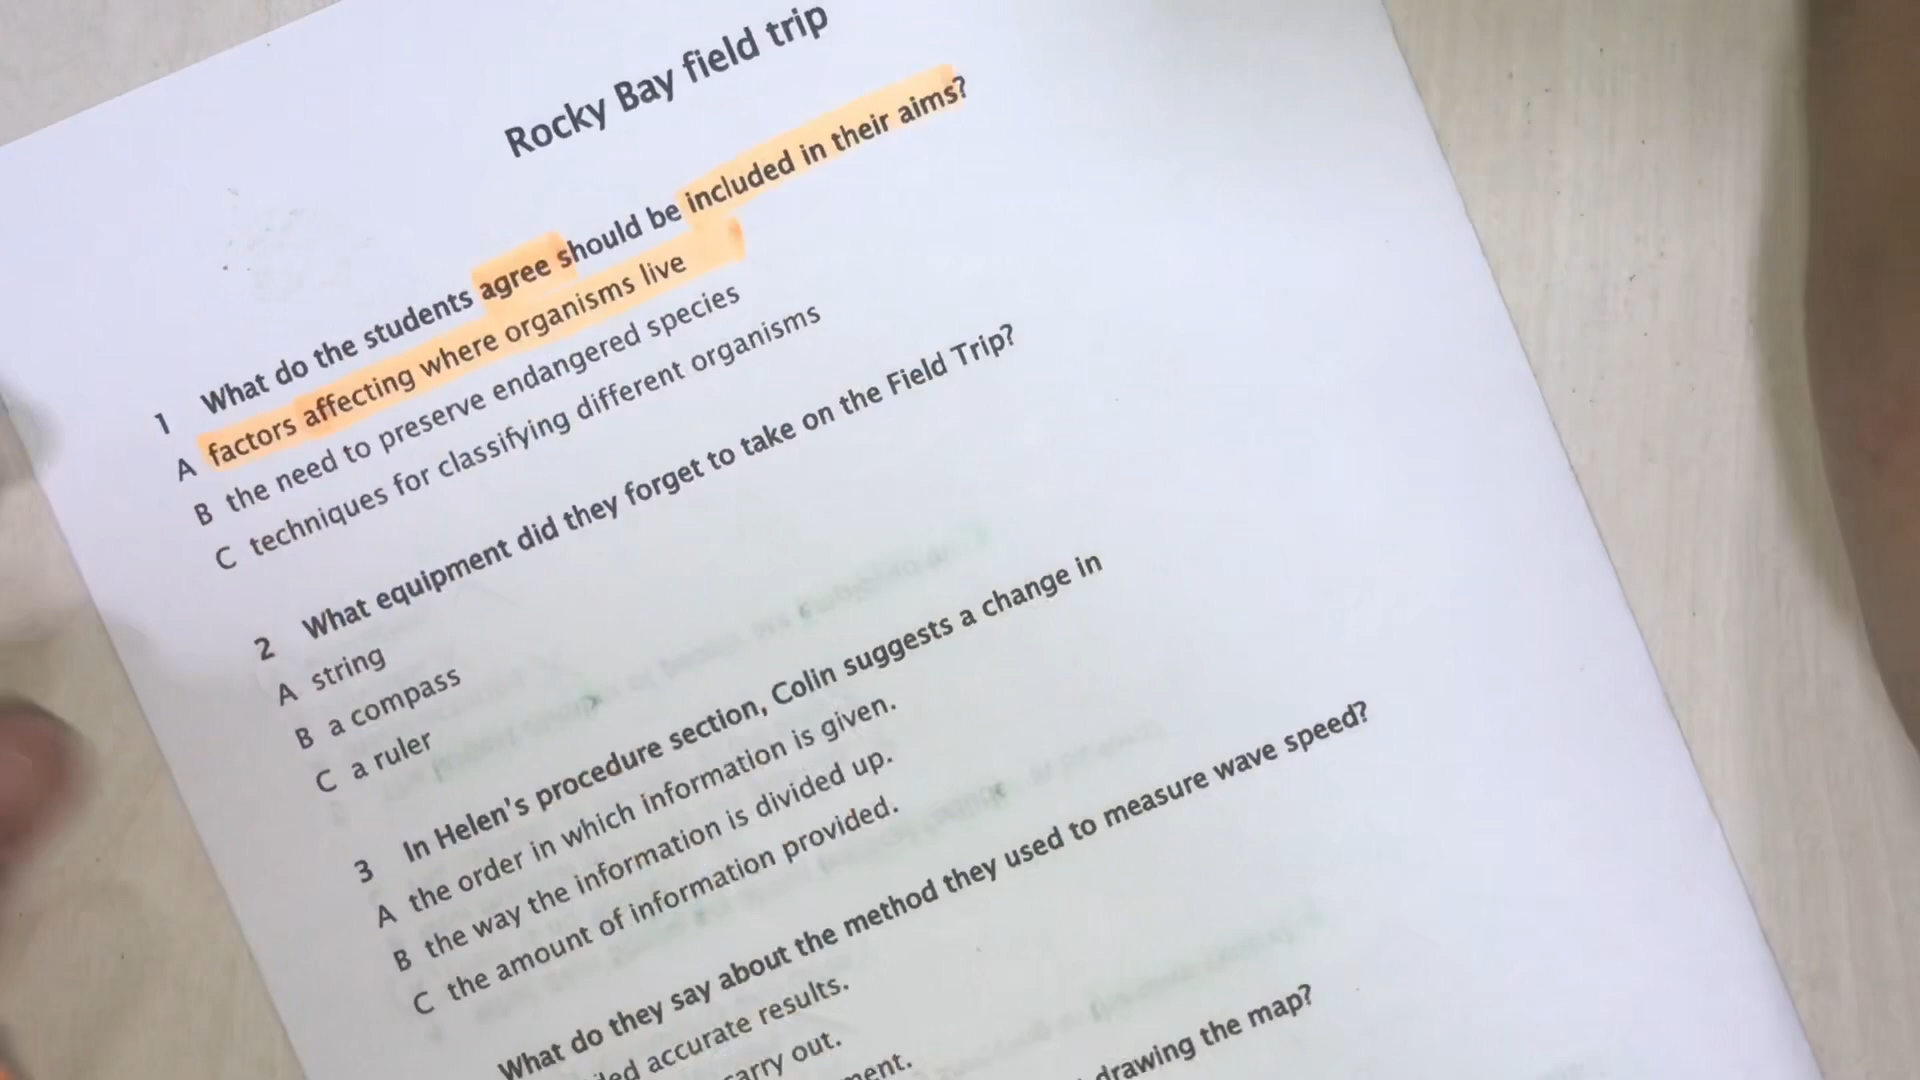 Rocky Bay field trip
1 What do the students agree should be included in their aims?
A factors affecting where organisms live
B the need to preserve endangered species
C techniques for classifying different organisms
2 What equipment did they forget to take on the Field Trip?
A string
B a compass
C a ruler
3 In Helen's procedure section, Colin suggests a change in
A the order in which information is given.
B the way the information is divided up.
C the amount of information provided.
What do they say about the method they used to measure wave speed?
accurate results.
out.
drawing the map?